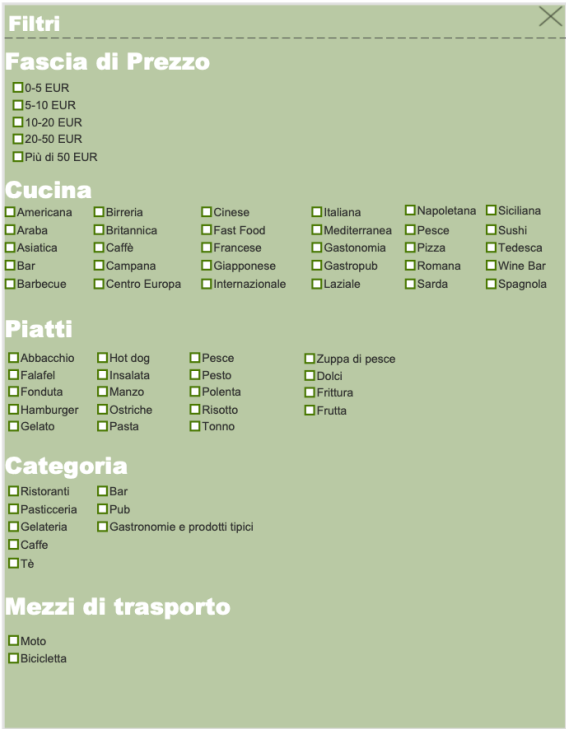 Filtri
Fascia di Prezzo
0-5 EUR
5-10 EUR
10-20 EUR
20-50 EUR
Più di 50 EUR
Cucina
Americana Birreria Cinese Italiana Napoletana Siciliana
Araba Britannica Fast Food Mediterranea Pesce Sushi
Asiatica Caffè Francese Gastonomia Pizza Tedesca
Bar Campana Giapponese Gastropub Romana Wine Bar
Barbecue Centro Europa Internazionale Laziale Sarda Spagnola
Piatti
Abbacchio Hot dog Pesce Zuppa di pesce
Falafel Insalata Pesto Dolci
Fonduta Manzo Polenta Frittura
Hamburger Ostriche Risotto Frutta
Gelato Pasta Tonno
Categoria
Ristoranti Bar
Pasticceria Pub
Gelateria Gastronomie e prodotti tipici
Caffe
Tè
Mezzi di trasporto
Moto
Bicicletta